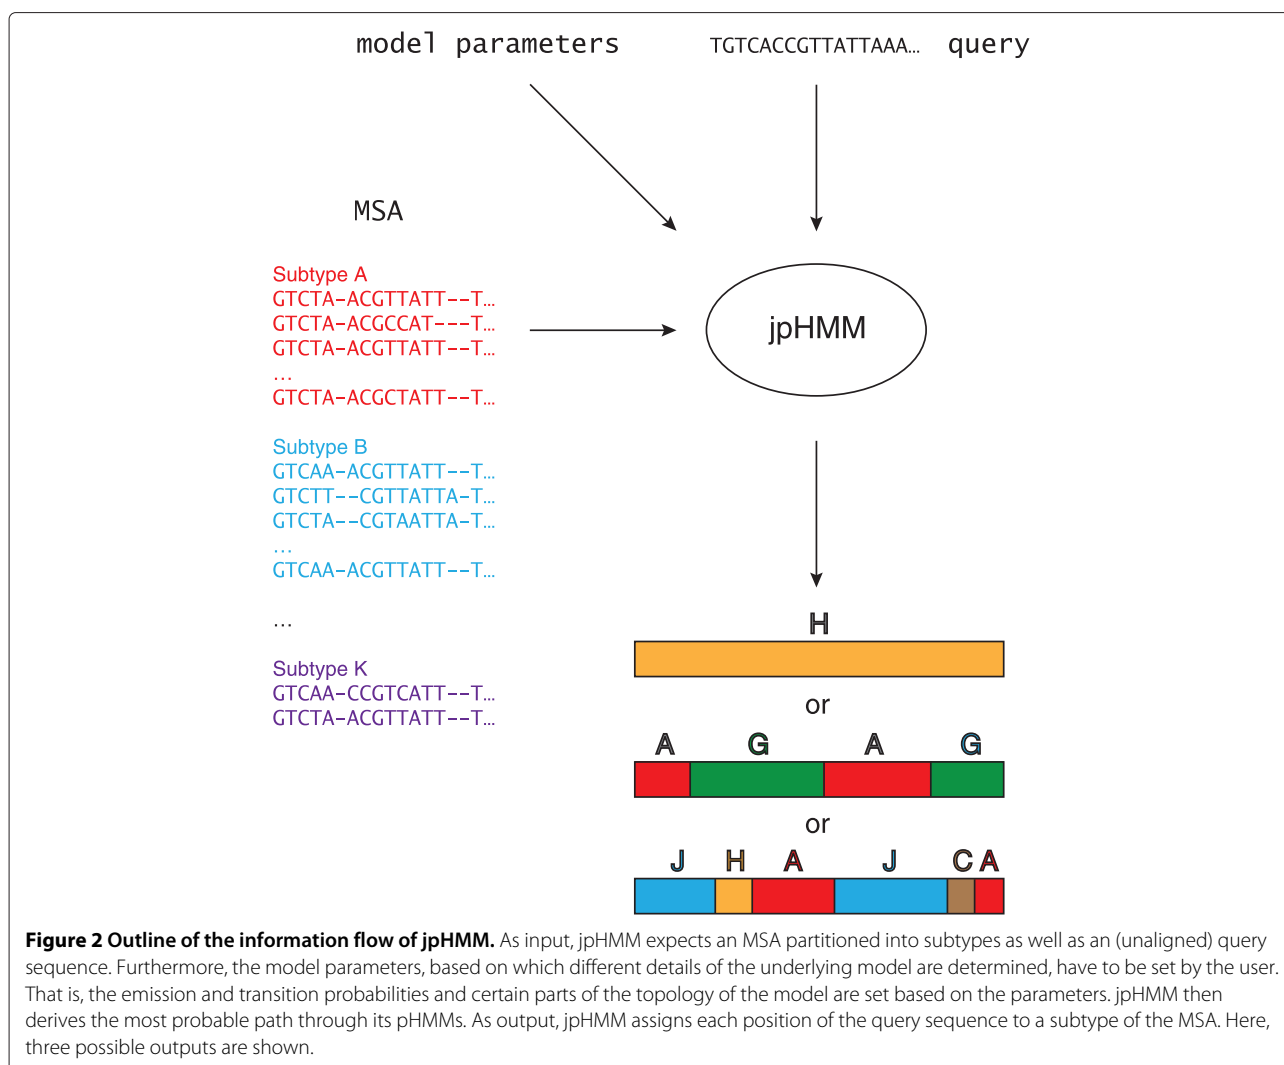 model parameters
TGTCACCGTTATTAAA… query
MSA
Subtype A
GTCTA-ACGTTATT--T…
GTCTA-ACGCCAT---T…
GTCTA-ACGTTATT--T…
…
GTCTA-ACGCTATT--T…
jpHMM
Subtype B
GTCAA-ACGTTATT--T…
GTCTT--CGTTATTA-T…
GTCTA--CGTAATTA-T…
…
GTCAA-ACGTTATT--T…
…
Subtype K
GTCAA-CCGTCATT--T…
GTCTA-ACGTTATT--T…
H
or
A G A G
or
J H A J C A
Figure 2 Outline of the information flow of jpHMM. As input, jpHMM expects an MSA partitioned into subtypes as well as an (unaligned) query
sequence. Furthermore, the model parameters, based on which different details of the underlying model are determined, have to be set by the user.
That is, the emission and transition probabilities and certain parts of the topology of the model are set based on the parameters. jpHMM then
derives the most probable path through its pHMMs. As output, jpHMM assigns each position of the query sequence to a subtype of the MSA. Here,
three possible outputs are shown.